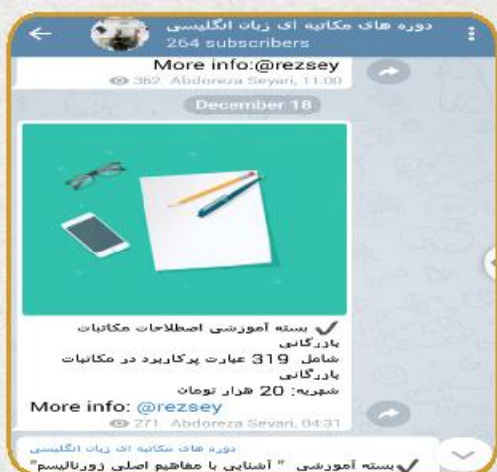 دوره های مکاتبه ای زبان انگلیسی
264 subscribers
More info:@rezsey
362 Abdoreza Seyari, 11:00
December 18
✔ بسته آموزشی اصطلاحات مکاتبات
بازرگانی
شامل 319 عبارت پرکاربرد در مکاتبات
بازرگانی
شهریه: 20 هزار تومان
More info: @rezsey
271 Abdoreza Seyari, 04:31
دوره های مکاتبه ای زبان انگلیسی
✔بسته آموزشی " آشنایی با مفاهیم اصلی ژورنالیسم"